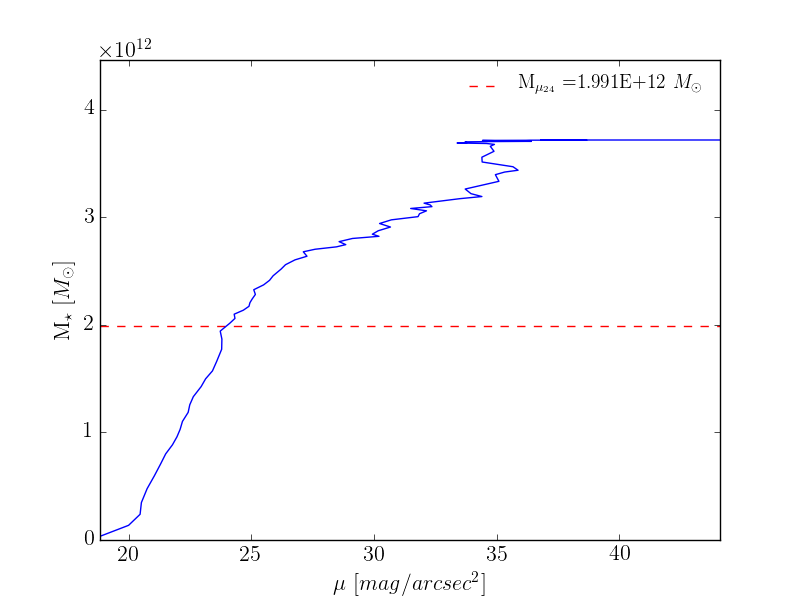 ×10¹²
M_μ₂₄ =1.991E+12 M_⊙
4
3
2
1
0
M⋆ [M_⊙]
20 25 30 35 40
μ [mag/arcsec²]